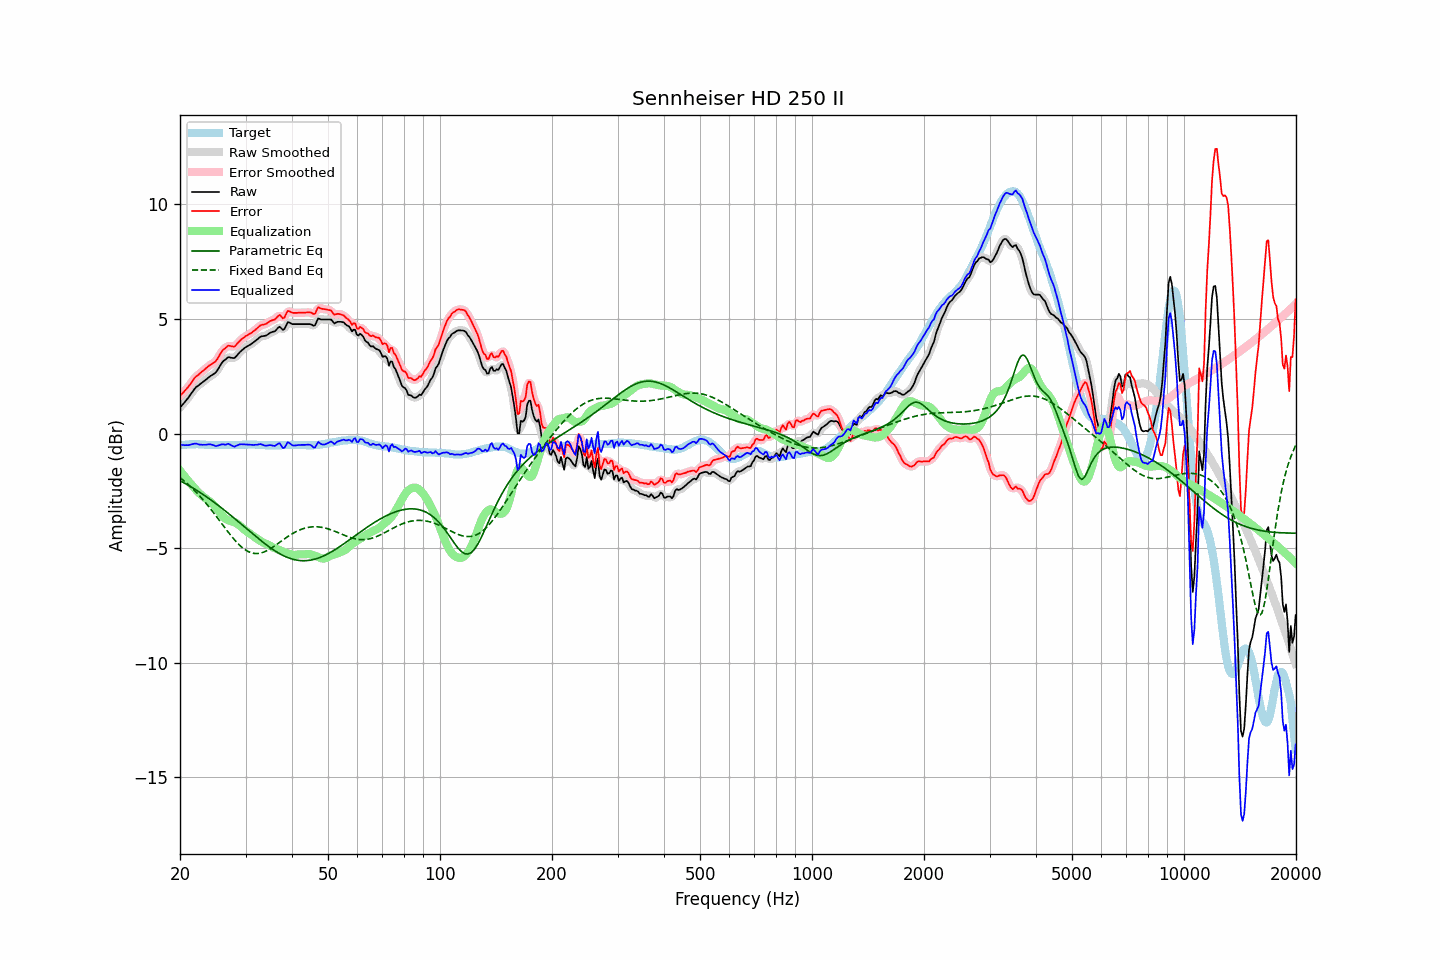 Sennheiser HD 250 II
Target
Raw Smoothed
Error Smoothed
Raw
Error
Equalization
Parametric Eq
Fixed Band Eq
Equalized
Amplitude (dBr)
10
5
0
−5
−10
−15
20
50
100
200
500
1000
2000
5000
10000
20000
Frequency (Hz)